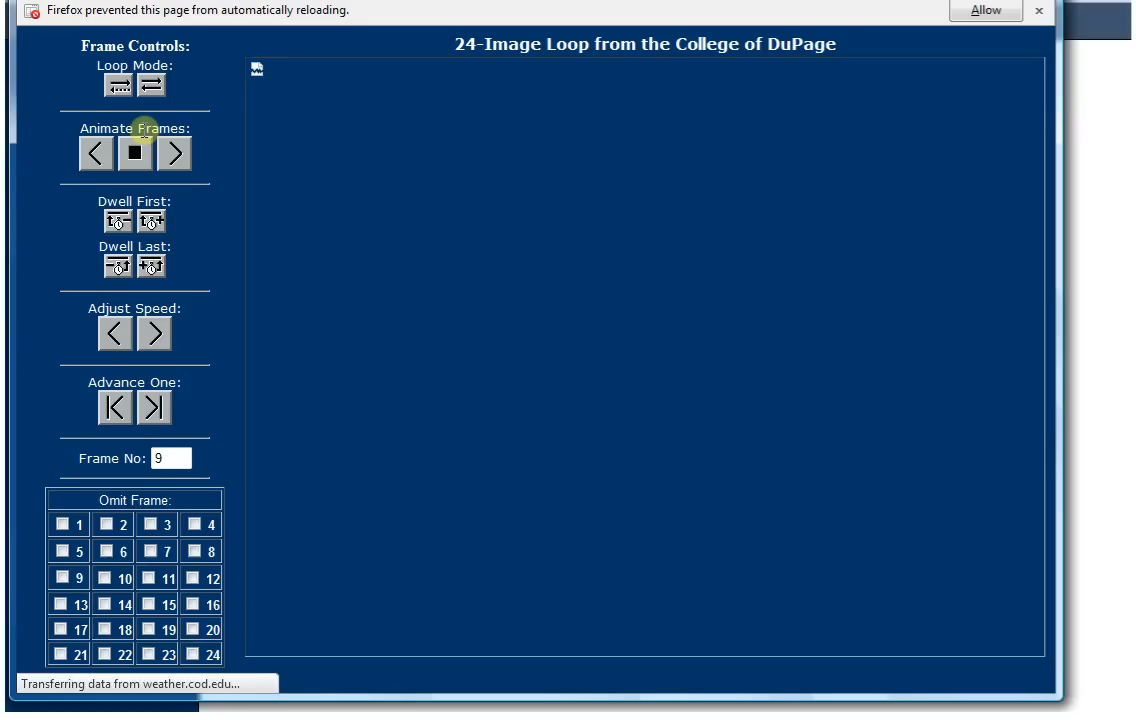 Firefox prevented this page from automatically reloading.
Allow
Frame Controls:
Loop Mode:
Animate Frames:
Dwell First:
Dwell Last:
Adjust Speed:
Advance One:
Frame No: 9
Omit Frame:
1 2 3 4
5 6 7 8
9 10 11 12
13 14 15 16
17 18 19 20
21 22 23 24
24-Image Loop from the College of DuPage
Transferring data from weather.cod.edu...